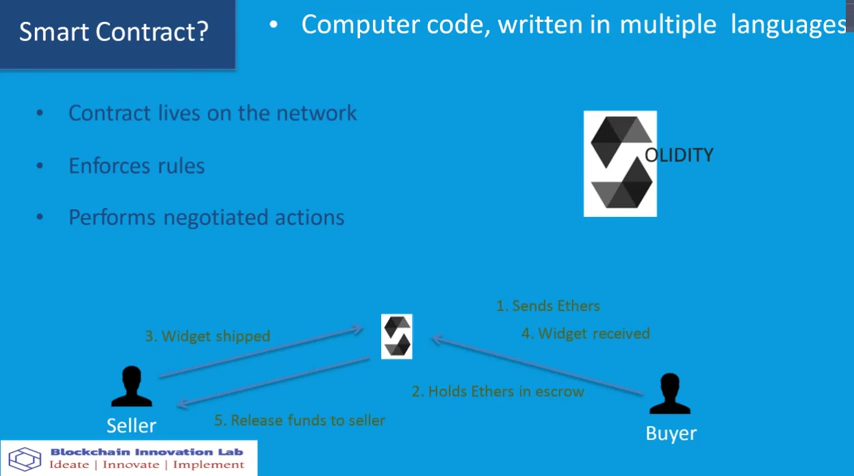 Smart Contract?
• Computer code, written in multiple languages
• Contract lives on the network
• Enforces rules
• Performs negotiated actions
OLIDITY
1. Sends Ethers
3. Widget shipped
4. Widget received
2. Holds Ethers in escrow
5. Release funds to seller
Seller
Buyer
Blockchain Innovation Lab
Ideate | Innovate | Implement